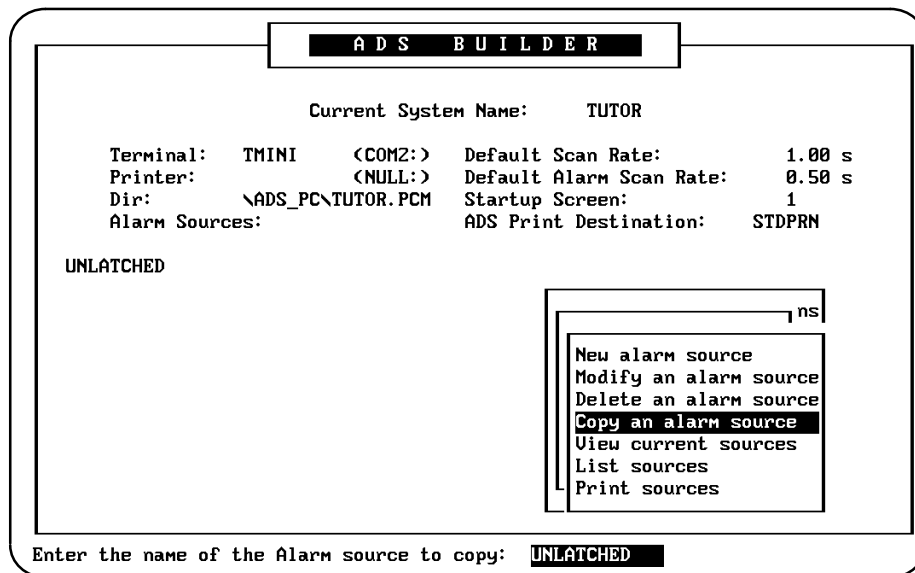 ADS BUILDER
Current System Name: TUTOR
Terminal: TMINI (COM2:) Default Scan Rate: 1.00 s
Printer: (NULL:) Default Alarm Scan Rate: 0.50 s
Dir: \ADS_PC\TUTOR.PCM Startup Screen: 1
Alarm Sources: ADS Print Destination: STDPRN
UNLATCHED
ns
New alarm source
Modify an alarm source
Delete an alarm source
Copy an alarm source
View current sources
List sources
Print sources
Enter the name of the Alarm source to copy: UNLATCHED